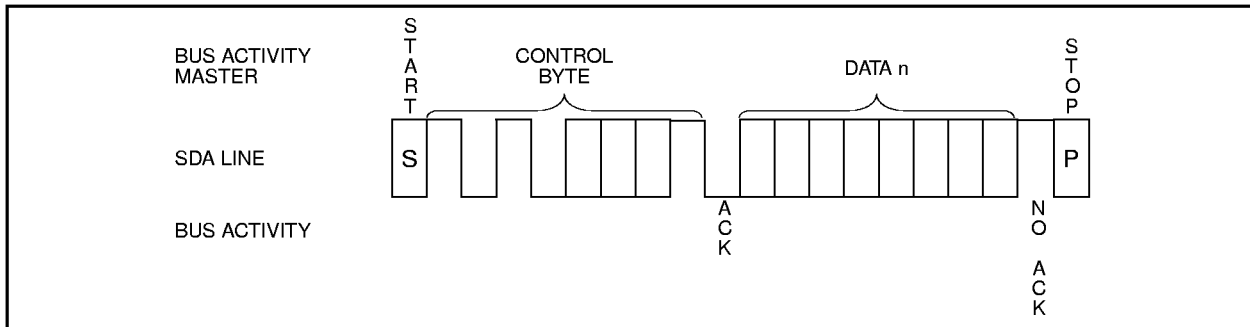 BUS ACTIVITY
MASTER
START
CONTROL
BYTE
DATA n
STOP
SDA LINE
S
P
BUS ACTIVITY
ACK
NO ACK